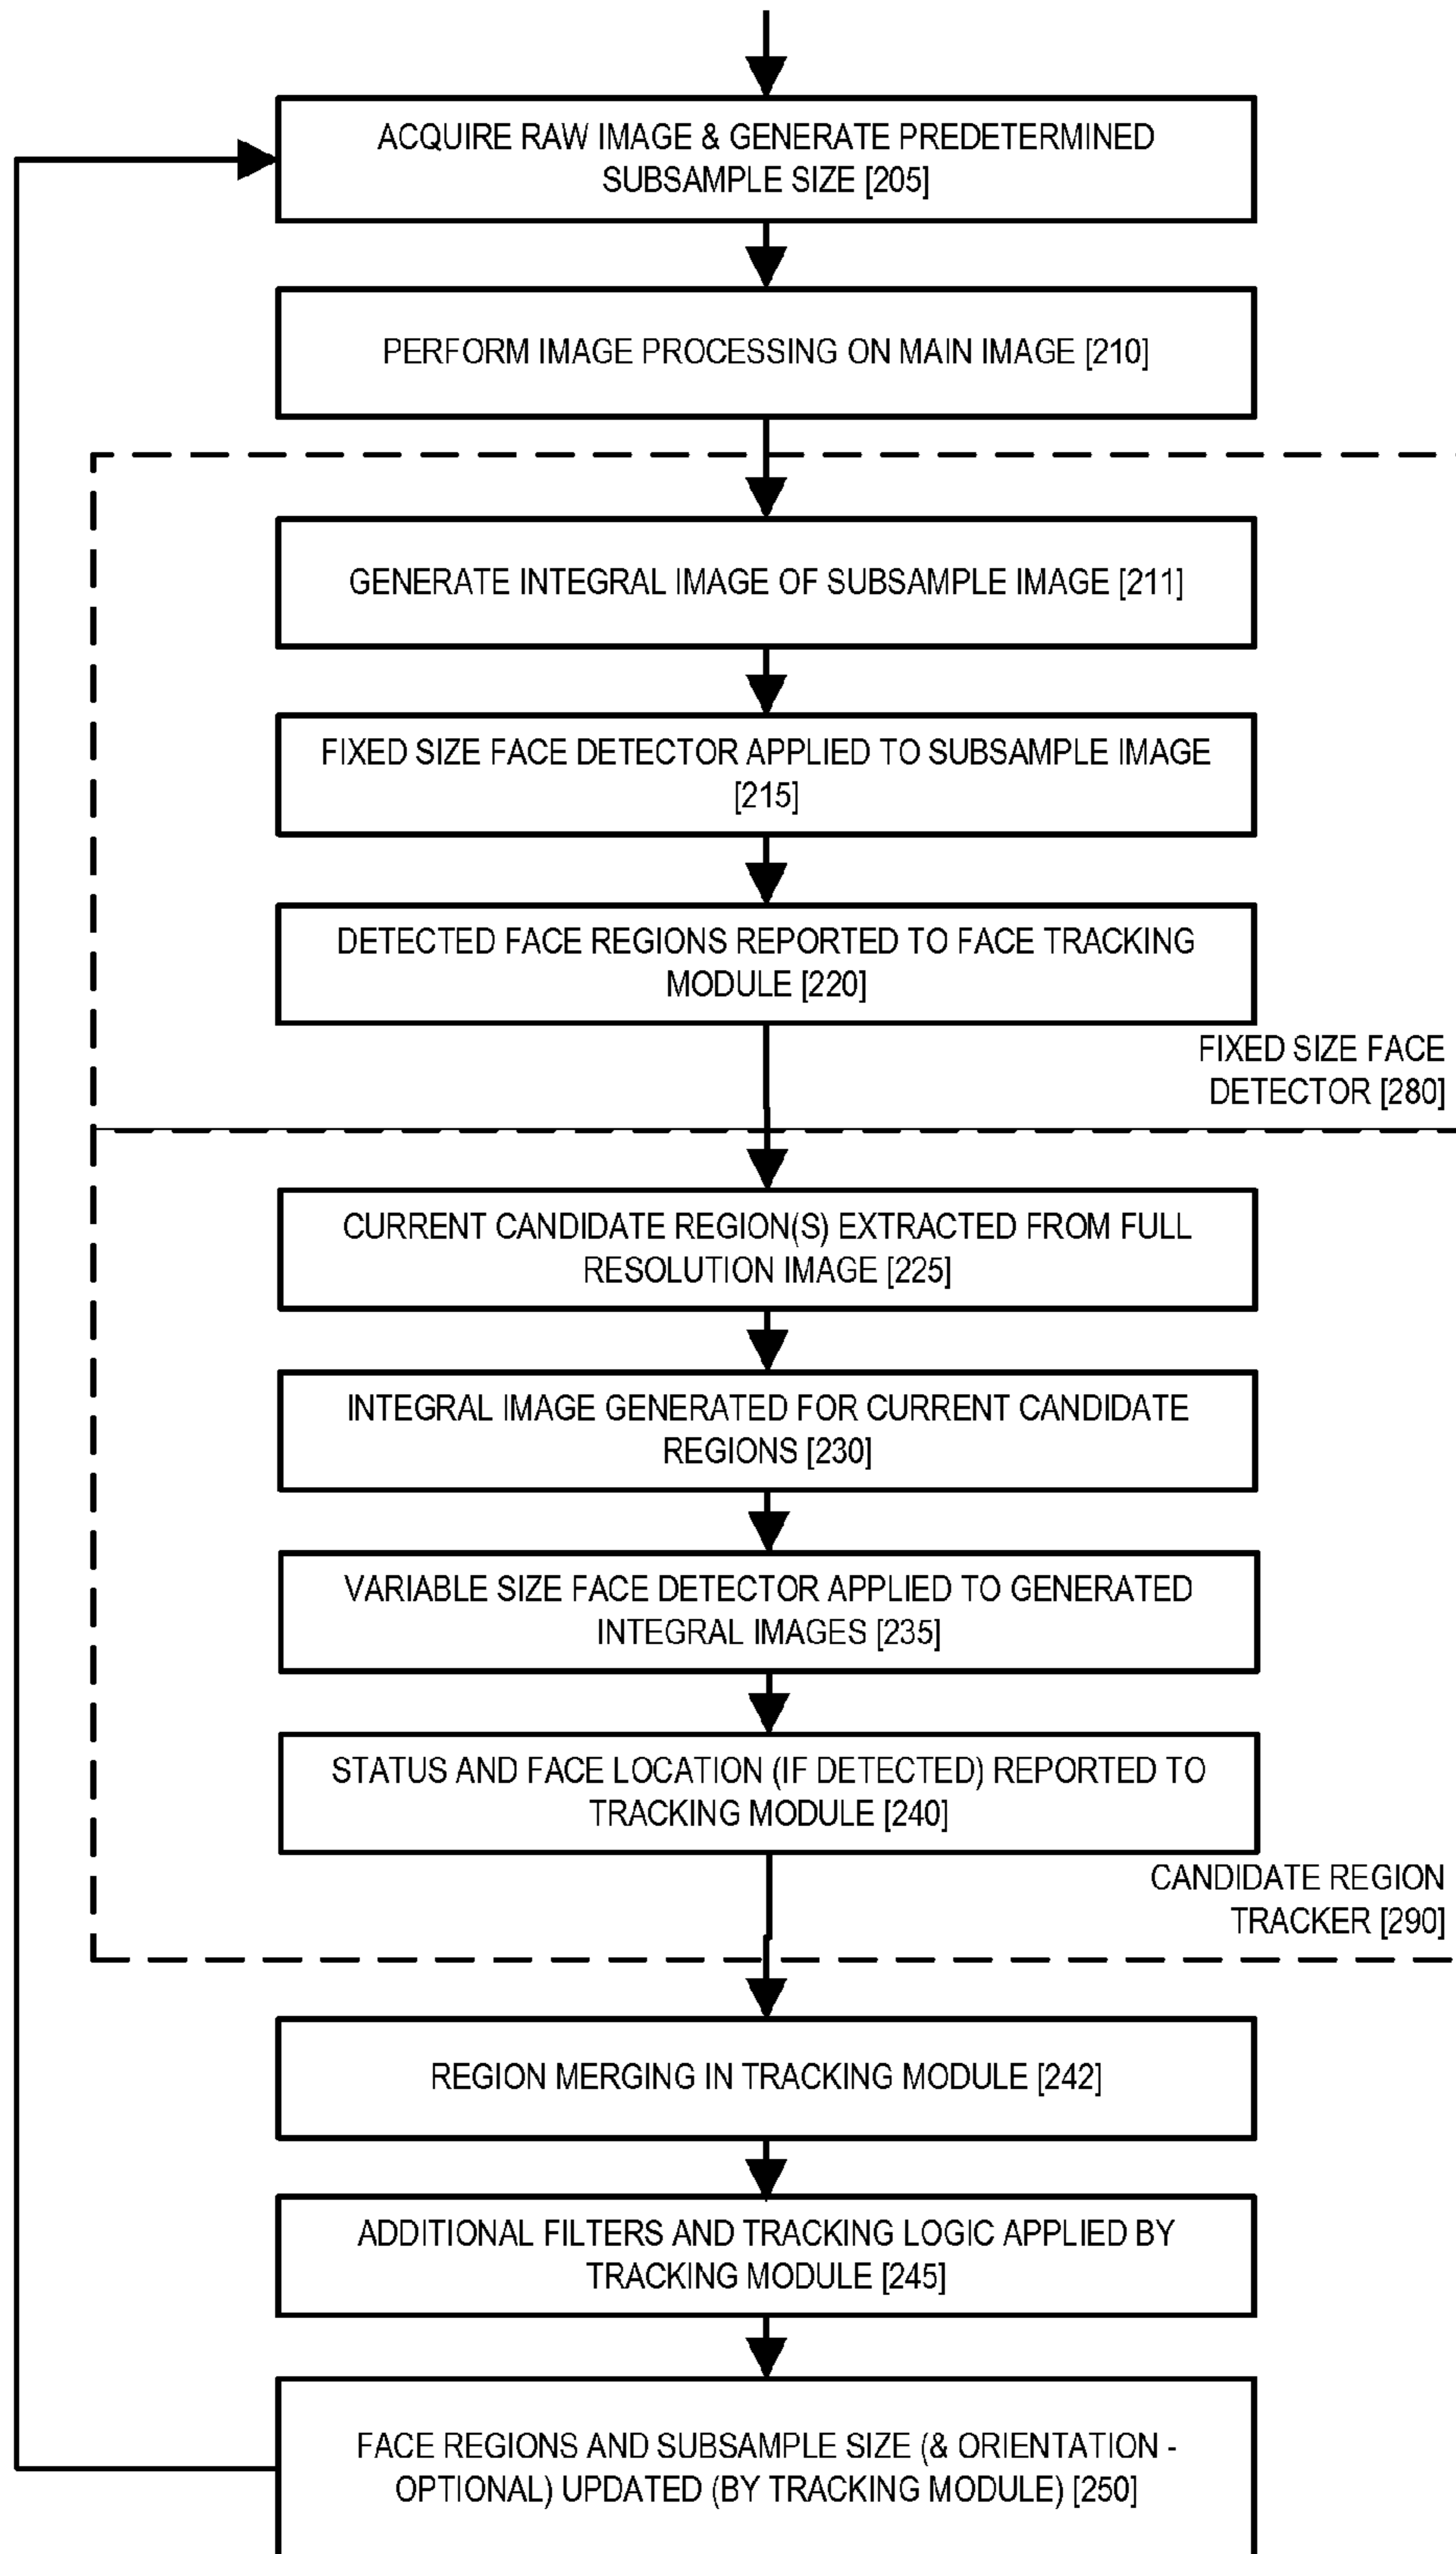 ACQUIRE RAW IMAGE & GENERATE PREDETERMINED
SUBSAMPLE SIZE [205]
PERFORM IMAGE PROCESSING ON MAIN IMAGE [210]
GENERATE INTEGRAL IMAGE OF SUBSAMPLE IMAGE [211]
FIXED SIZE FACE DETECTOR APPLIED TO SUBSAMPLE IMAGE
[215]
DETECTED FACE REGIONS REPORTED TO FACE TRACKING
MODULE [220]
FIXED SIZE FACE
DETECTOR [280]
CURRENT CANDIDATE REGION(S) EXTRACTED FROM FULL
RESOLUTION IMAGE [225]
INTEGRAL IMAGE GENERATED FOR CURRENT CANDIDATE
REGIONS [230]
VARIABLE SIZE FACE DETECTOR APPLIED TO GENERATED
INTEGRAL IMAGES [235]
STATUS AND FACE LOCATION (IF DETECTED) REPORTED TO
TRACKING MODULE [240]
CANDIDATE REGION
TRACKER [290]
REGION MERGING IN TRACKING MODULE [242]
ADDITIONAL FILTERS AND TRACKING LOGIC APPLIED BY
TRACKING MODULE [245]
FACE REGIONS AND SUBSAMPLE SIZE (& ORIENTATION -
OPTIONAL) UPDATED (BY TRACKING MODULE) [250]